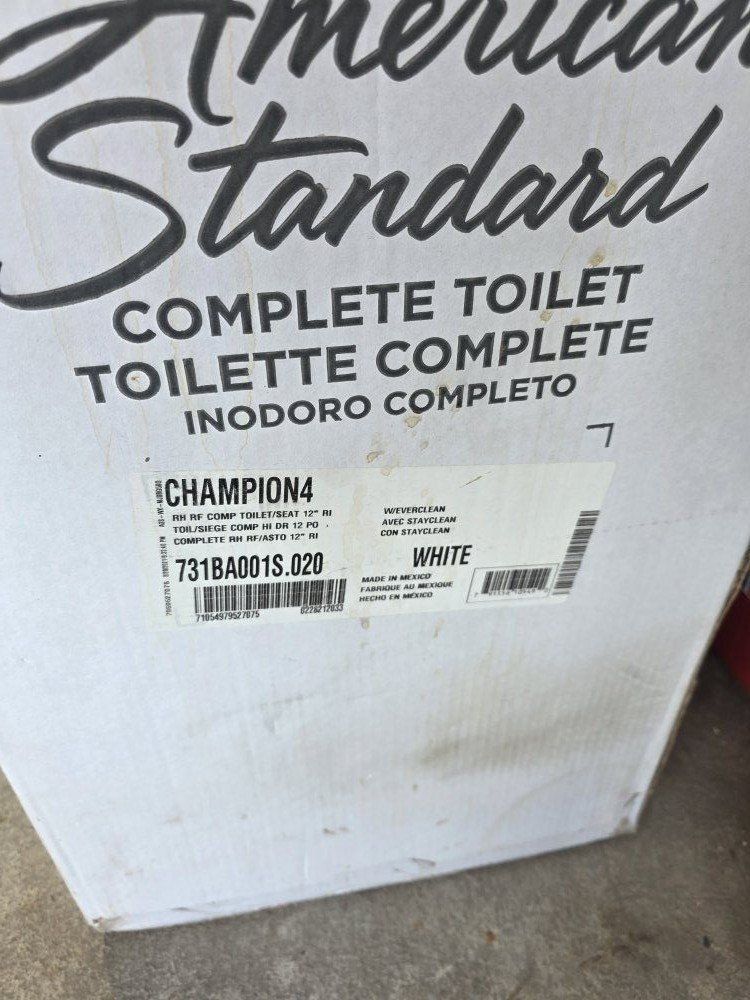 American
Standard
COMPLETE TOILET
TOILETTE COMPLETE
INODORO COMPLETO
CHAMPION4
RH RF COMP TOILET/SEAT 12" RI
TOIL/SIEGE COMP HI DR 12 PO
COMPLETE RH RF/ASTO 12" RI
W/EVERCLEAN
AVEC STAYCLEAN
CON STAYCLEAN
731BA001S.020
WHITE
MADE IN MEXICO
FABRIQUE AU MEXIQUE
HECHO EN MÉXICO
71054979527075
0228212033